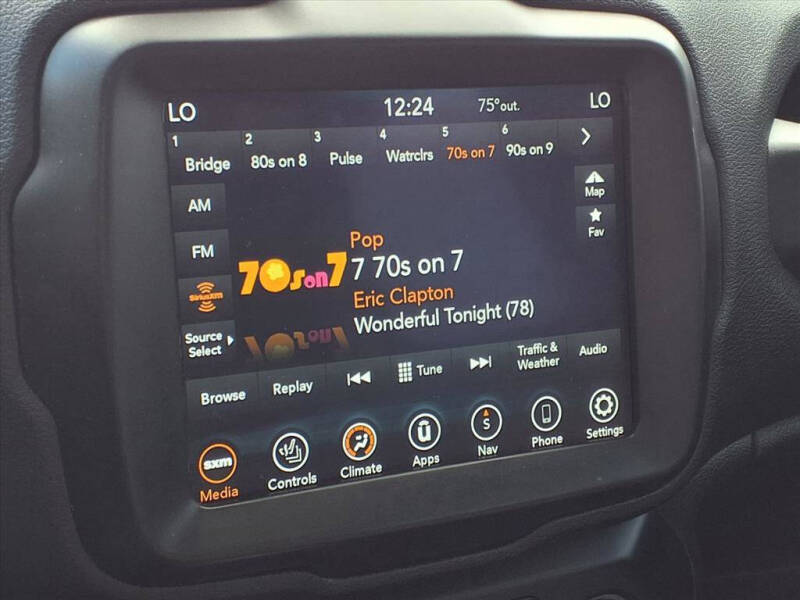 LO 12:24 75°out. LO
1 2 3 4 5 6
Bridge 80s on 8 Pulse Watrclrs 70s on 7 90s on 9
AM
Map
FM
Fav
SiriusXM
70s on 7
Pop
7 70s on 7
Eric Clapton
Wonderful Tonight (78)
Source
Select
Browse Replay Tune Traffic &
Weather Audio
sxm
Media Controls Climate Apps
S
Nav Phone Settings